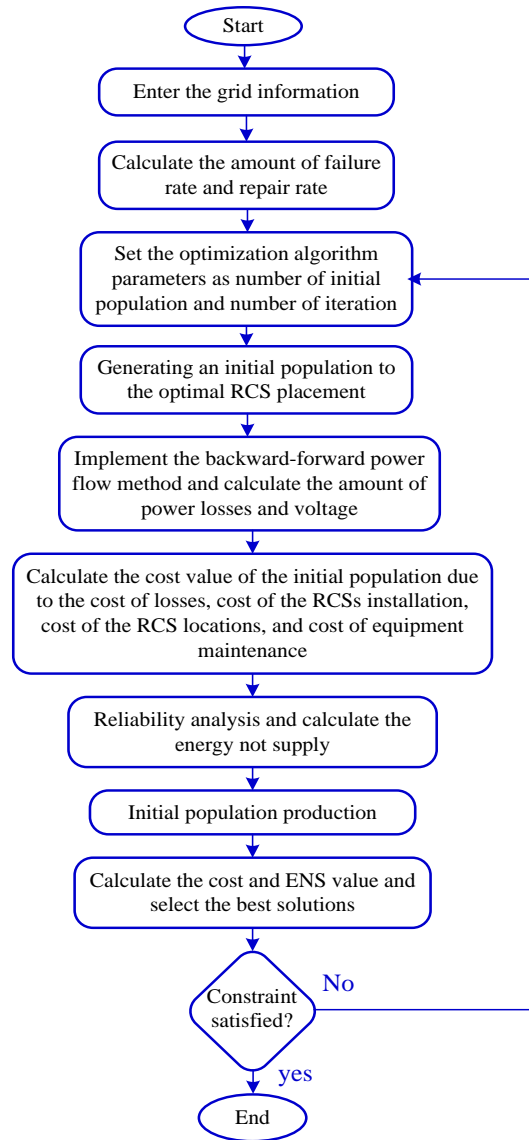 Start
Enter the grid information
Calculate the amount of failure
rate and repair rate
Set the optimization algorithm
parameters as number of initial
population and number of iteration
Generating an initial population to
the optimal RCS placement
Implement the backward-forward power
flow method and calculate the amount of
power losses and voltage
Calculate the cost value of the initial population due
to the cost of losses, cost of the RCSs installation,
cost of the RCS locations, and cost of equipment
maintenance
Reliability analysis and calculate the
energy not supply
Initial population production
Calculate the cost and ENS value and
select the best solutions
Constraint
satisfied?
No
yes
End